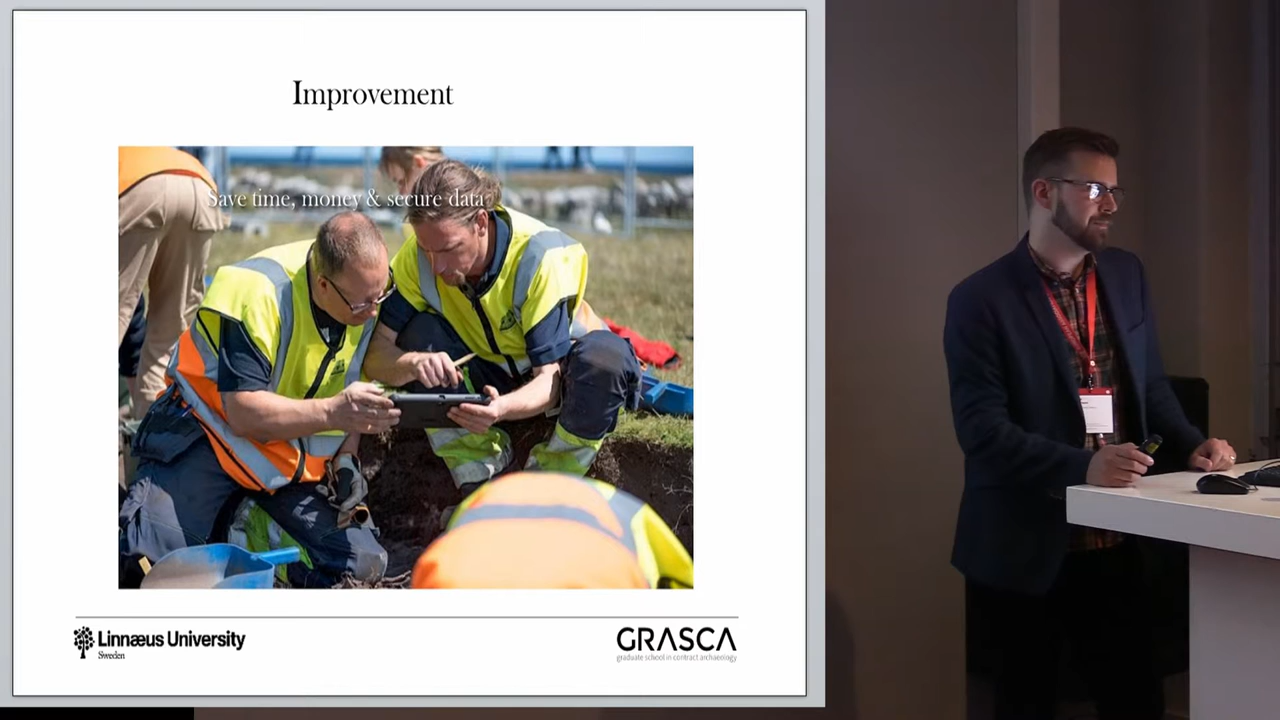 Improvement
Save time, money & secure data
Linnæus University
Sweden
GRASCA
graduate school in contract archaeology